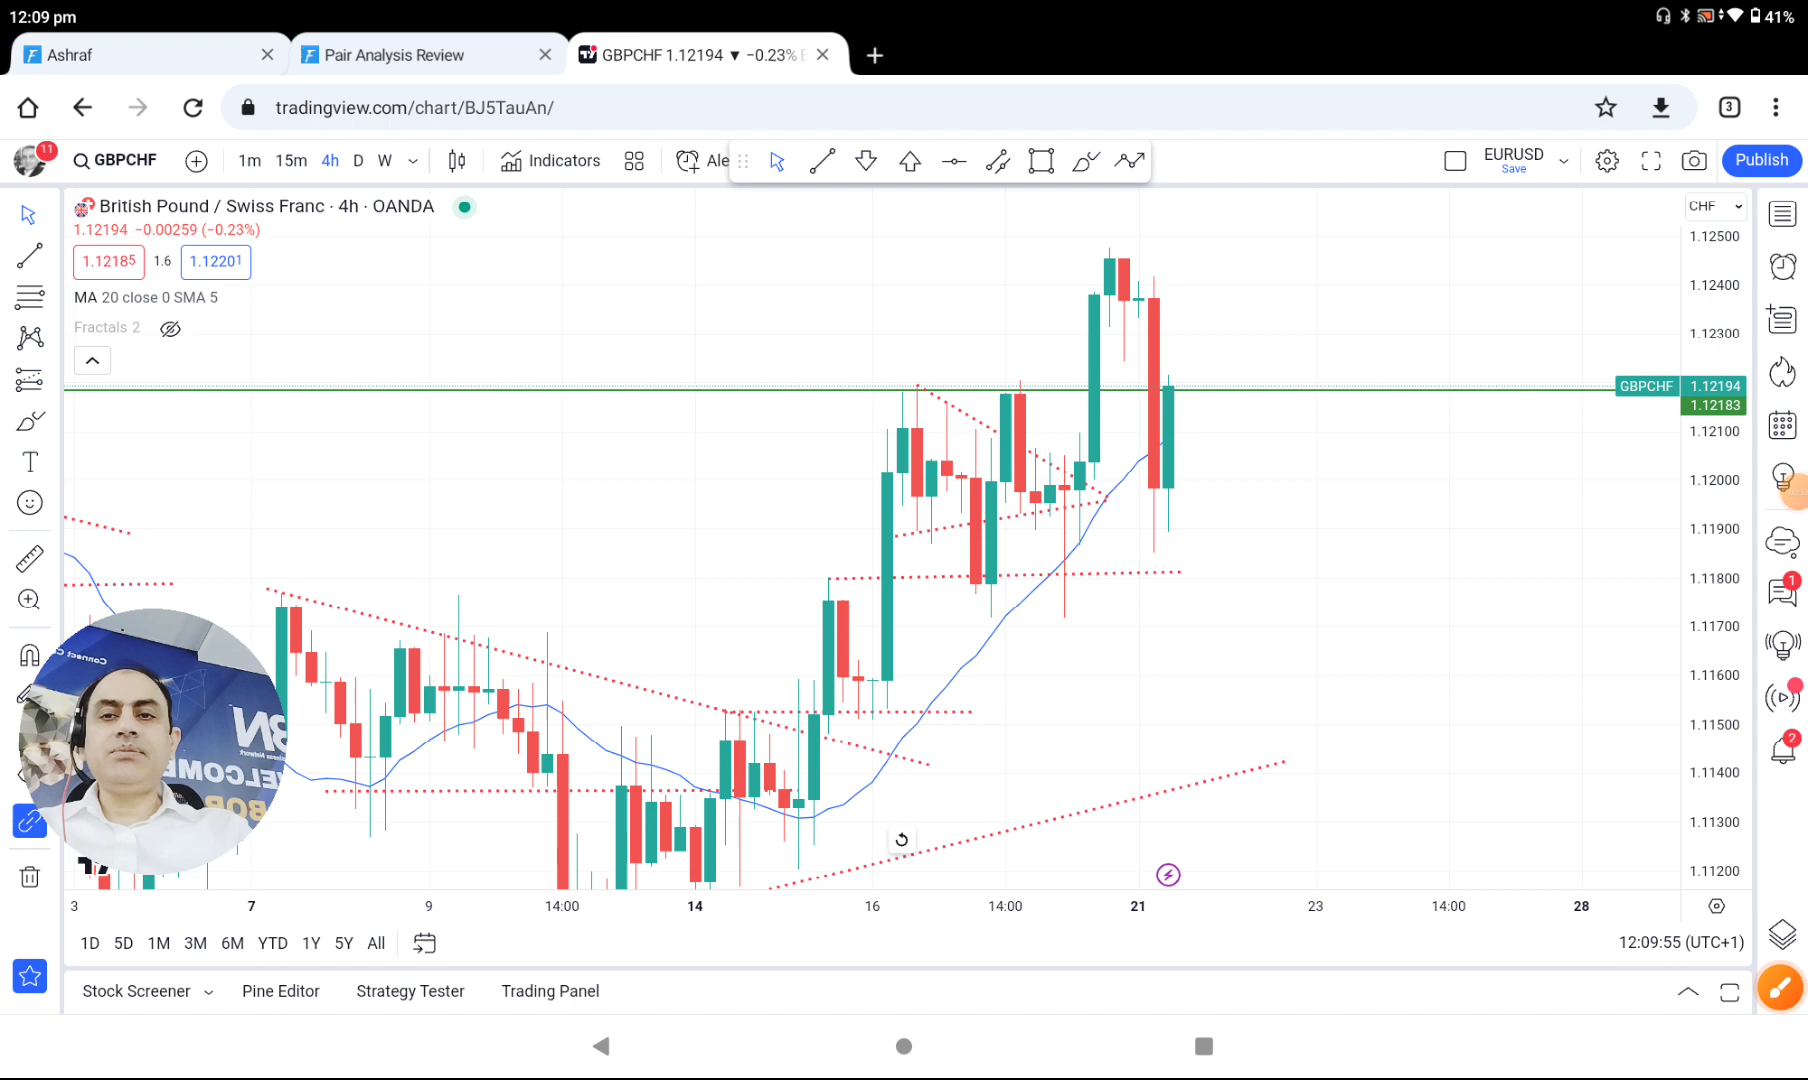 12:09 pm
41%
Ashraf
Pair Analysis Review
GBPCHF 1.12194 ▼ −0.23%
tradingview.com/chart/BJ5TauAn/
3
11
GBPCHF
1m 15m 4h D W
Indicators
Ale
EURUSD
Save
Publish
British Pound / Swiss Franc · 4h · OANDA
1.12194 −0.00259 (−0.23%)
1.12185 1.6 1.12201
MA 20 close 0 SMA 5
Fractals 2
CHF
1.12500
1.12400
1.12300
GBPCHF 1.12194
1.12183
1.12100
1.12000
1.11900
1.11800
1.11700
1.11600
1.11500
1.11400
1.11300
1.11200
1
2
WELCOME
3 7 9 14:00 14 16 14:00 21 23 14:00 28
1D 5D 1M 3M 6M YTD 1Y 5Y All
12:09:55 (UTC+1)
Stock Screener
Pine Editor
Strategy Tester
Trading Panel